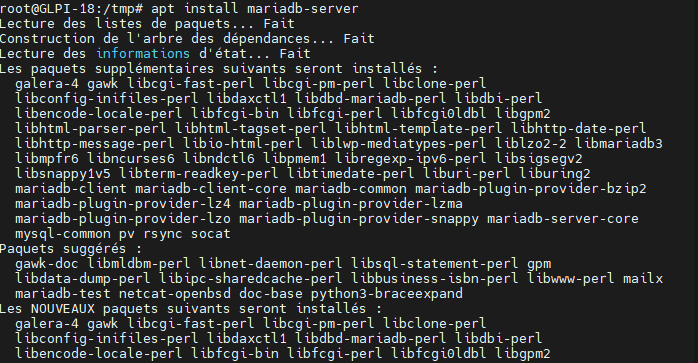 root@GLPI-18:/tmp# apt install mariadb-server
Lecture des listes de paquets... Fait
Construction de l'arbre des dépendances... Fait
Lecture des informations d'état... Fait
Les paquets supplémentaires suivants seront installés :
galera-4 gawk libcgi-fast-perl libcgi-pm-perl libclone-perl
libconfig-inifiles-perl libdaxctl1 libdbd-mariadb-perl libdbi-perl
libencode-locale-perl libfcgi-bin libfcgi-perl libfcgi0ldbl libgpm2
libhtml-parser-perl libhtml-tagset-perl libhtml-template-perl libhttp-date-perl
libhttp-message-perl libio-html-perl liblwp-mediatypes-perl liblzo2-2 libmariadb3
libmpfr6 libncurses6 libndctl6 libpmem1 libregexp-ipv6-perl libsigsegv2
libsnappy1v5 libterm-readkey-perl libtimedate-perl liburi-perl liburing2
mariadb-client mariadb-client-core mariadb-common mariadb-plugin-provider-bzip2
mariadb-plugin-provider-lz4 mariadb-plugin-provider-lzma
mariadb-plugin-provider-lzo mariadb-plugin-provider-snappy mariadb-server-core
mysql-common pv rsync socat
Paquets suggérés :
gawk-doc libmldbm-perl libnet-daemon-perl libsql-statement-perl gpm
libdata-dump-perl libipc-sharedcache-perl libbusiness-isbn-perl libwww-perl mailx
mariadb-test netcat-openbsd doc-base python3-braceexpand
Les NOUVEAUX paquets suivants seront installés :
galera-4 gawk libcgi-fast-perl libcgi-pm-perl libclone-perl
libconfig-inifiles-perl libdaxctl1 libdbd-mariadb-perl libdbi-perl
libencode-locale-perl libfcgi-bin libfcgi-perl libfcgi0ldbl libgpm2